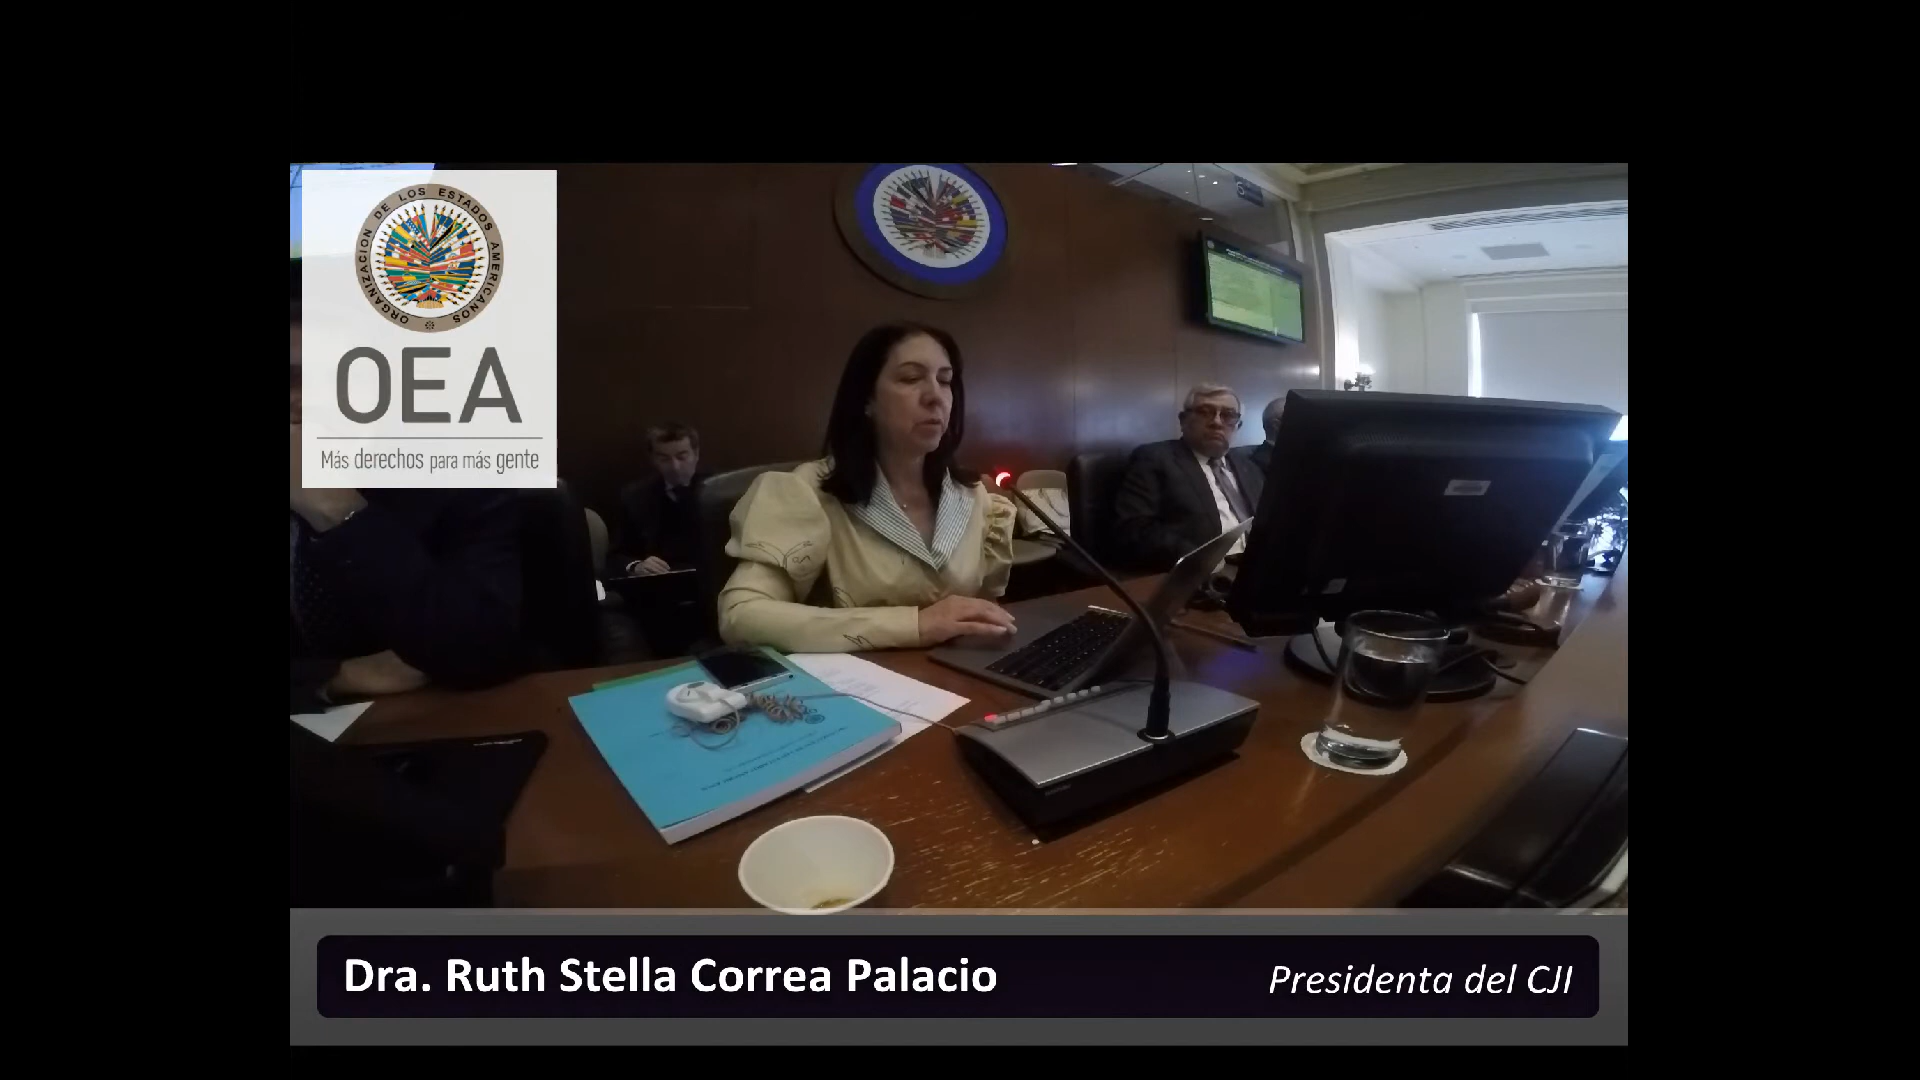 ORGANIZACION DE LOS ESTADOS AMERICANOS
OEA
Más derechos para más gente
Dra. Ruth Stella Correa Palacio
Presidenta del CJI